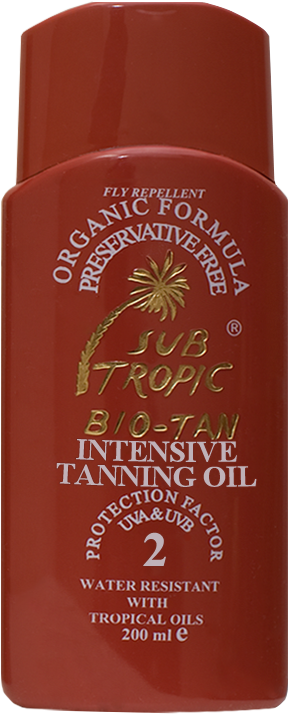 FLY REPELLENT
ORGANIC FORMULA
PRESERVATIVE FREE
SUB ®
TROPIC
BIO-TAN
INTENSIVE
TANNING OIL
PROTECTION FACTOR
UVA & UVB
2
WATER RESISTANT
WITH
TROPICAL OILS
200 ml e